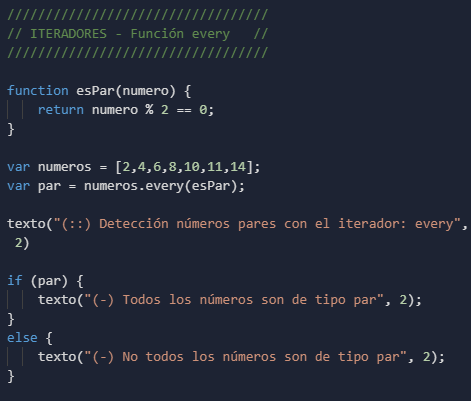 //////////////////////////////////
// ITERADORES - Función every   //
//////////////////////////////////
function esPar(numero) {
    return numero % 2 == 0;
}
var numeros = [2,4,6,8,10,11,14];
var par = numeros.every(esPar);
texto("(::) Detección números pares con el iterador: every",
 2)
if (par) {
    texto("(-) Todos los números son de tipo par", 2);
}
else {
    texto("(-) No todos los números son de tipo par", 2);
}